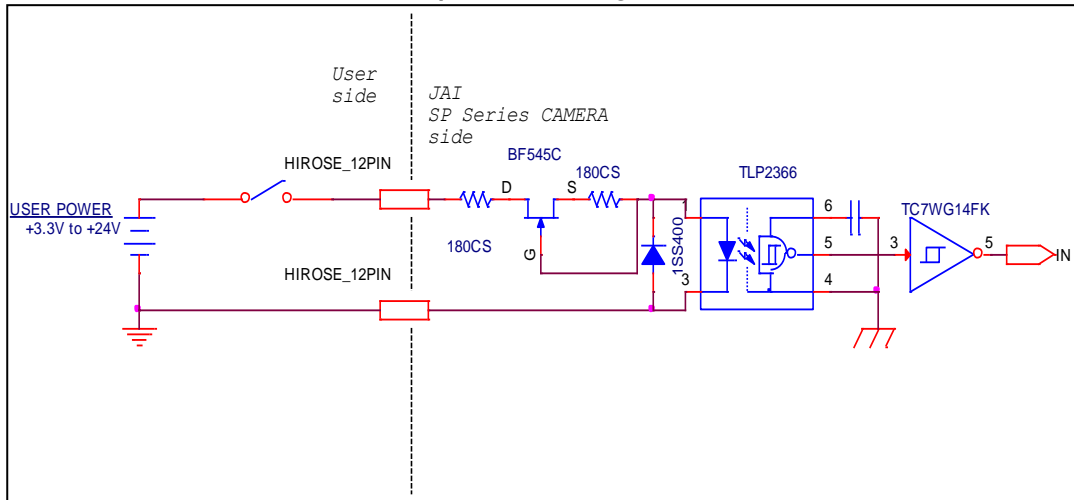 User
side
JAI
SP Series CAMERA
side
HIROSE_12PIN
BF545C
180CS
TLP2366
D
S
6
TC7WG14FK
USER POWER
+3.3V to +24V
180CS
G
1SS400
5
3
5
IN
HIROSE_12PIN
3
4